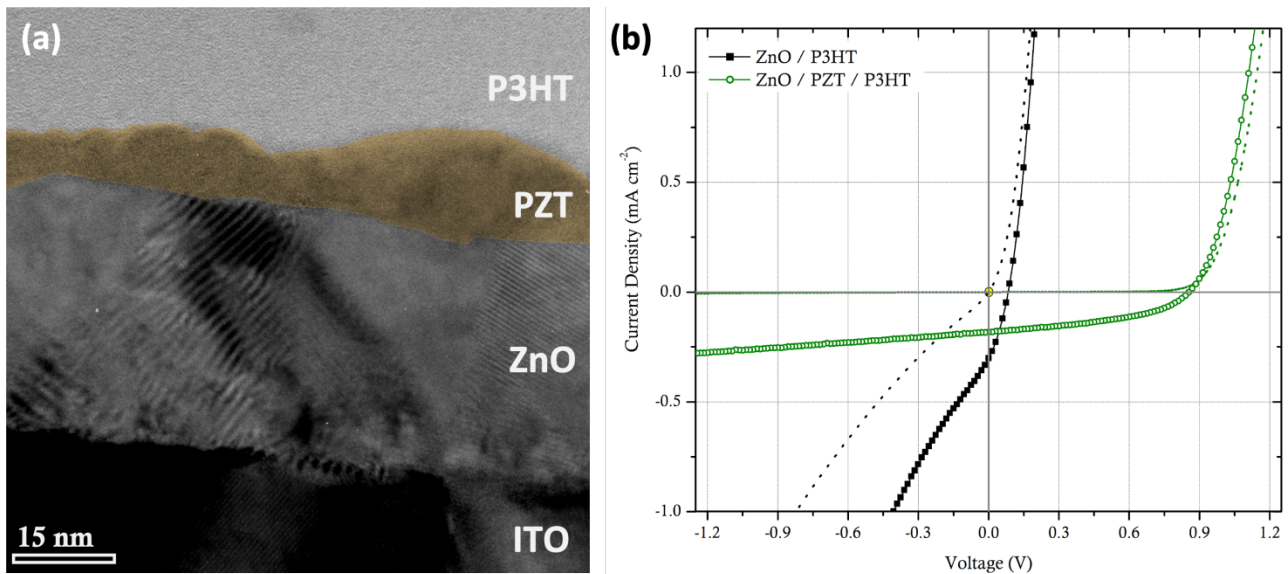 (a)
P3HT
PZT
ZnO
ITO
15 nm
(b)
ZnO / P3HT
ZnO / PZT / P3HT
Current Density (mA cm⁻²)
1.0
0.5
0.0
-0.5
-1.0
-1.2 -0.9 -0.6 -0.3 0.0 0.3 0.6 0.9 1.2
Voltage (V)